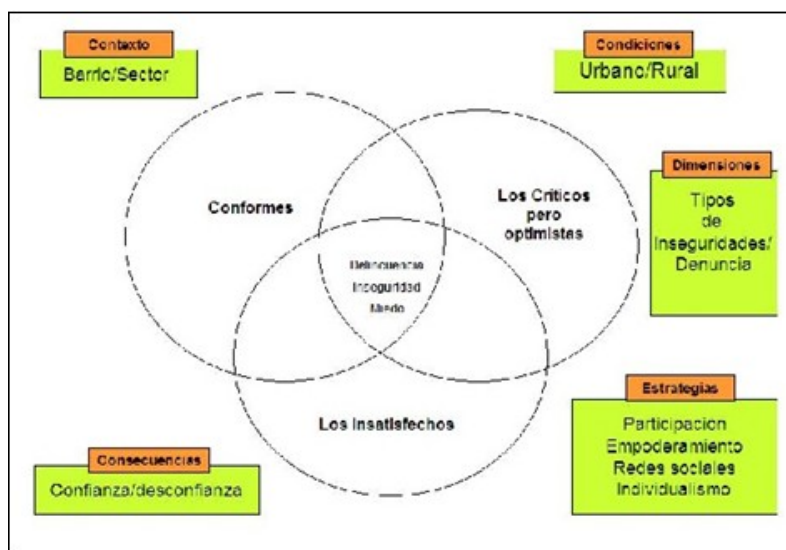 Contexto
Barrio/Sector
Condiciones
Urbano/Rural
Conformes
Los Criticos
pero
optimistas
Dimensiones
Tipos
de
Inseguridades/
Denuncia
Delincuencia
Inseguridad
Miedo
Los Insatisfechos
Estrategias
Participacion
Empoderamiento
Redes sociales
Individualismo
Consecuencias
Confianza/desconfianza